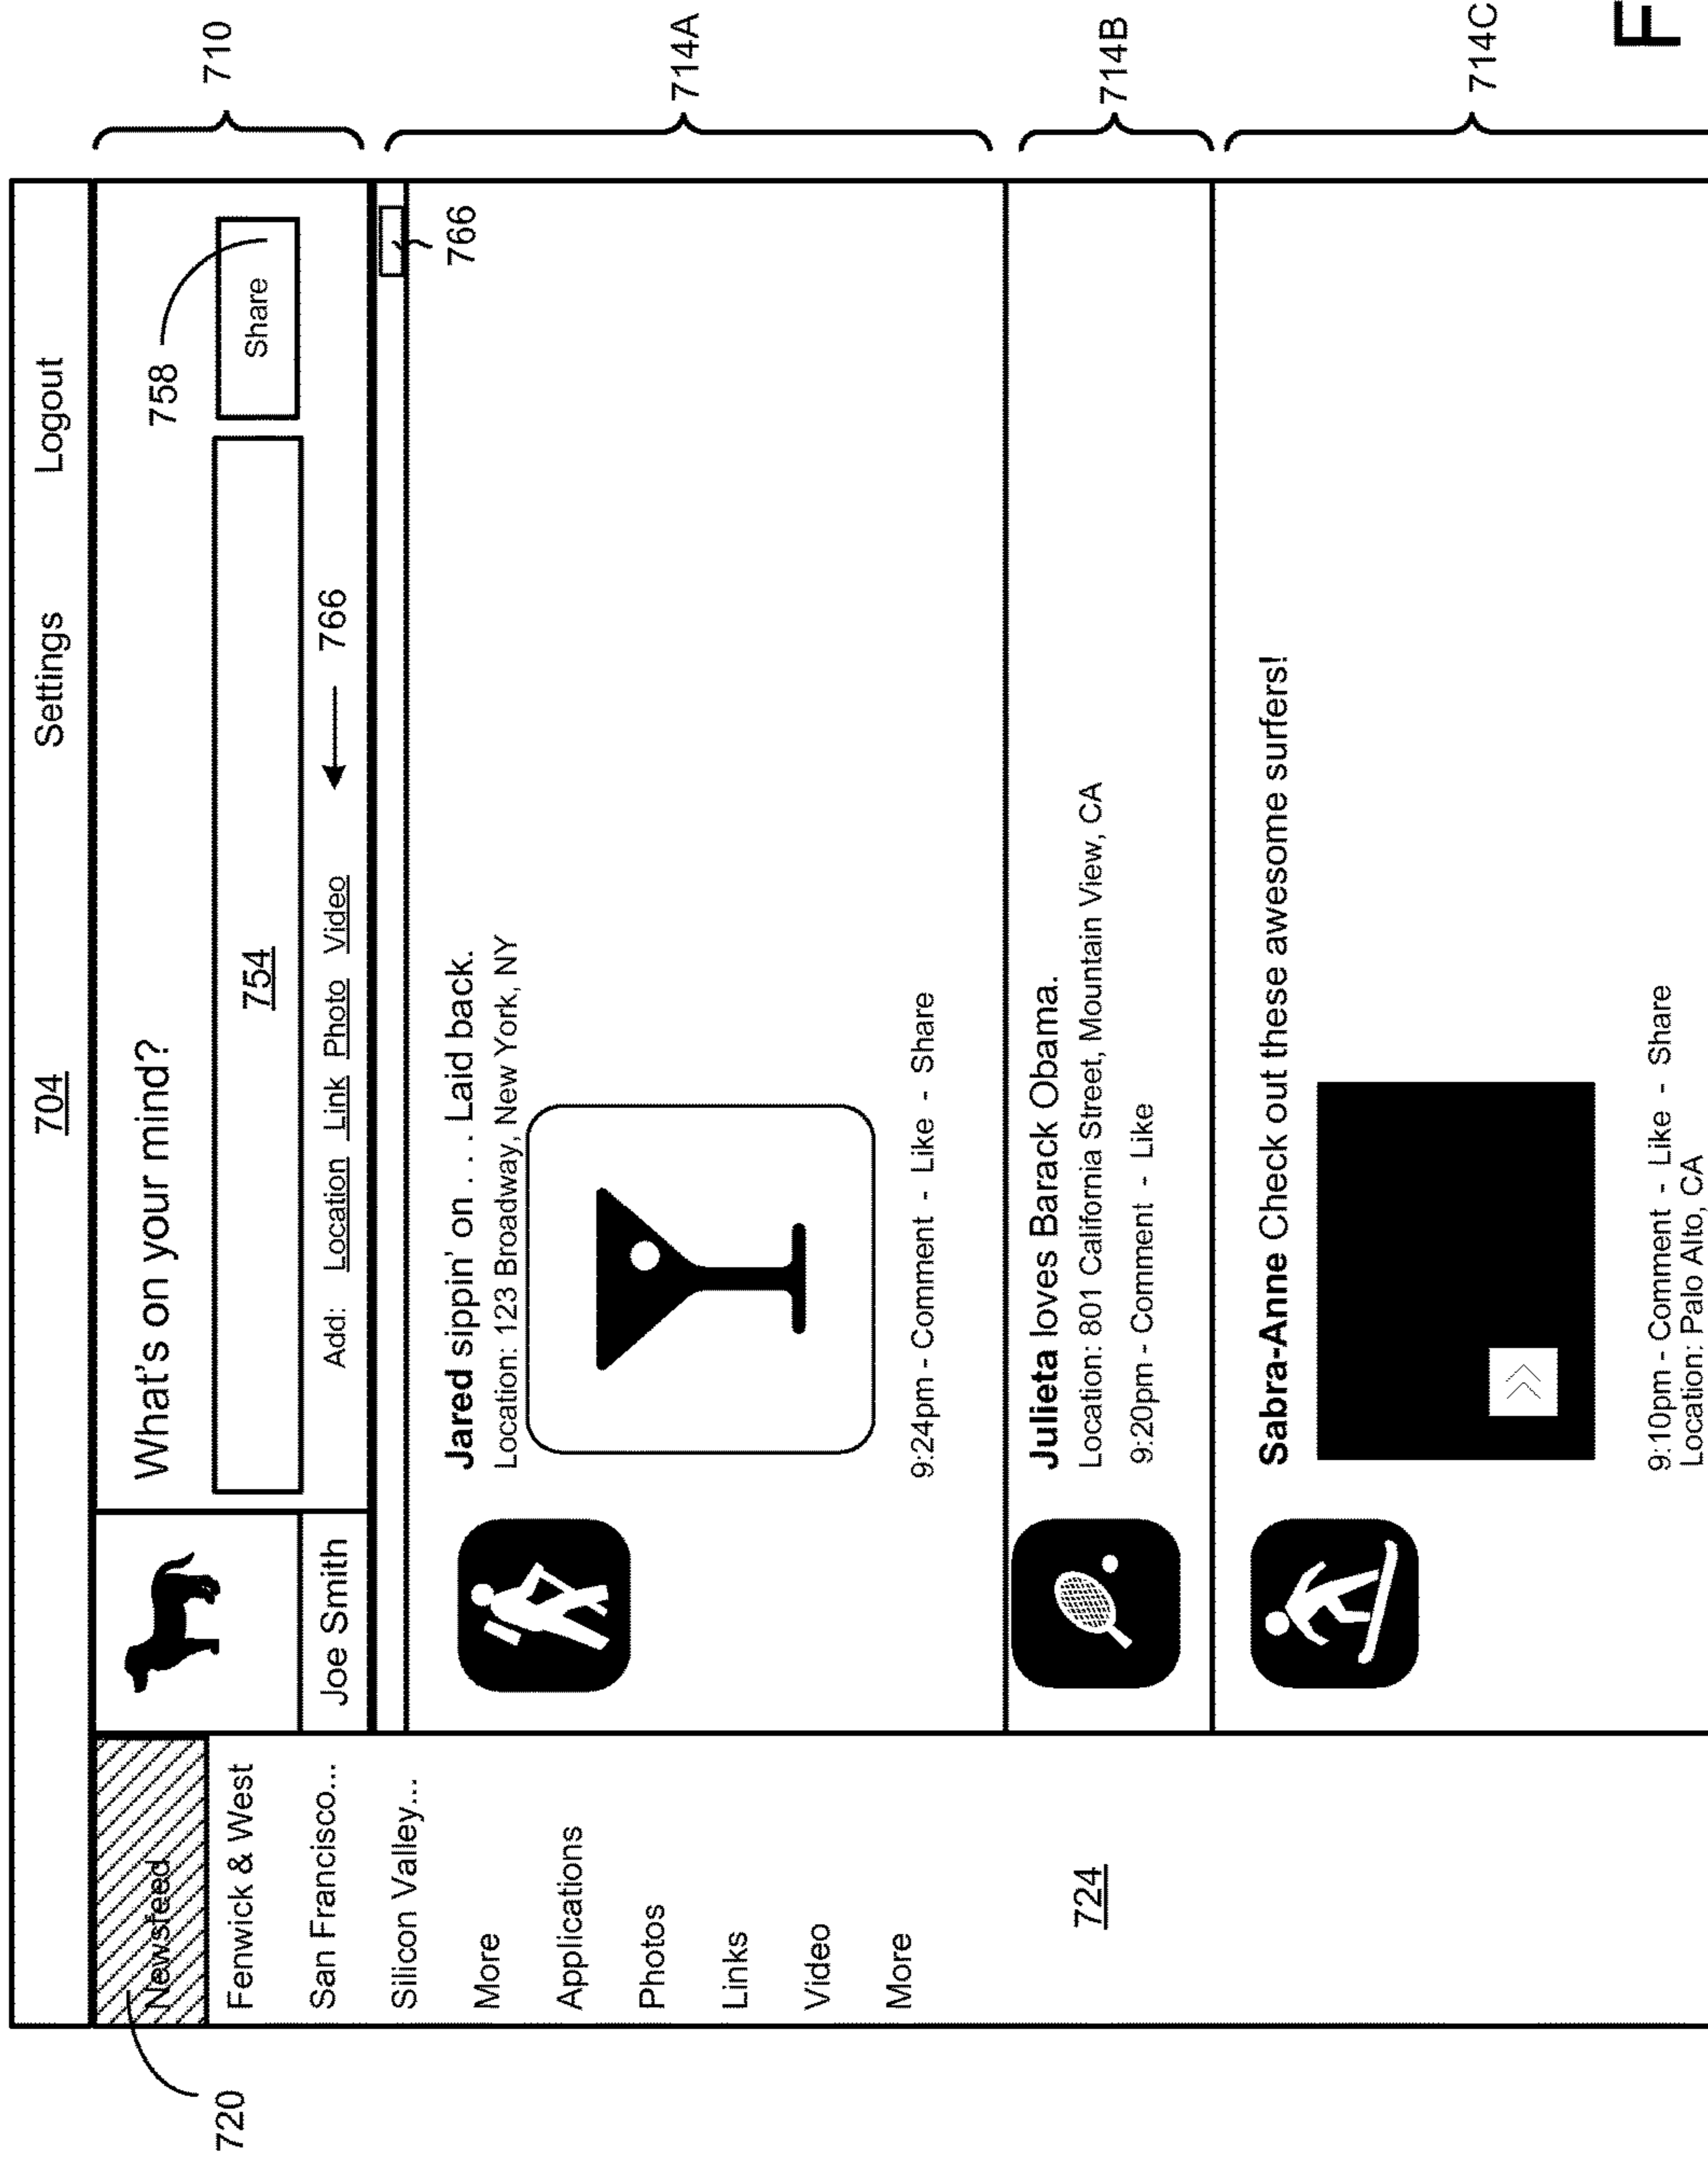 704 Settings Logout
720
Newsfeed
Fenwick & West
San Francisco...
Silicon Valley...
More
Applications
Photos
Links
Video
More
724
Joe Smith
What's on your mind?
758
754
Share
Add: Location Link Photo Video 766
710
766
Jared sippin' on . . . Laid back.
Location: 123 Broadway, New York, NY
9:24pm - Comment - Like - Share
714A
Julieta loves Barack Obama.
Location: 801 California Street, Mountain View, CA
9:20pm - Comment - Like
714B
Sabra-Anne Check out these awesome surfers!
9:10pm - Comment - Like - Share
Location: Palo Alto, CA
714C
F